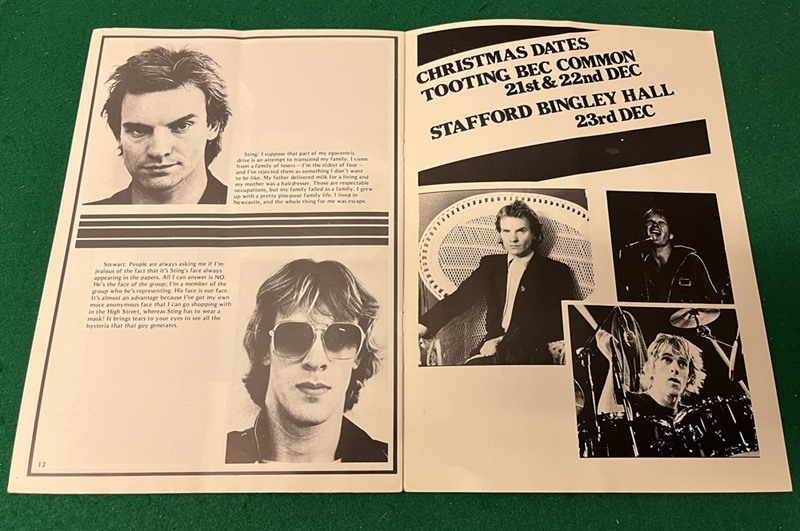 Sting: I suppose that part of my egocentric
drive is an attempt to transcend my family. I come
from a family of losers — I'm the eldest of four —
and I've rejected them as something I don't want
to be like. My father delivered milk for a living and
my mother was a hairdresser. Those are respectable
occupations, but my family failed as a family. I grew
up with a pretty piss-poor family life. I lived in
Newcastle, and the whole thing for me was escape.
Stewart: People are always asking me if I'm
jealous of the fact that it's Sting's face always
appearing in the papers. All I can answer is NO.
He's the face of the group; I'm a member of the
group who he's representing. His face is our face.
It's almost an advantage because I've got my own
more anonymous face that I can go shopping with
in the High Street, whereas Sting has to wear a
mask! It brings tears to your eyes to see all the
hysteria that that guy generates.
12
CHRISTMAS DATES
TOOTING BEC COMMON
21st & 22nd DEC
STAFFORD BINGLEY HALL
23rd DEC